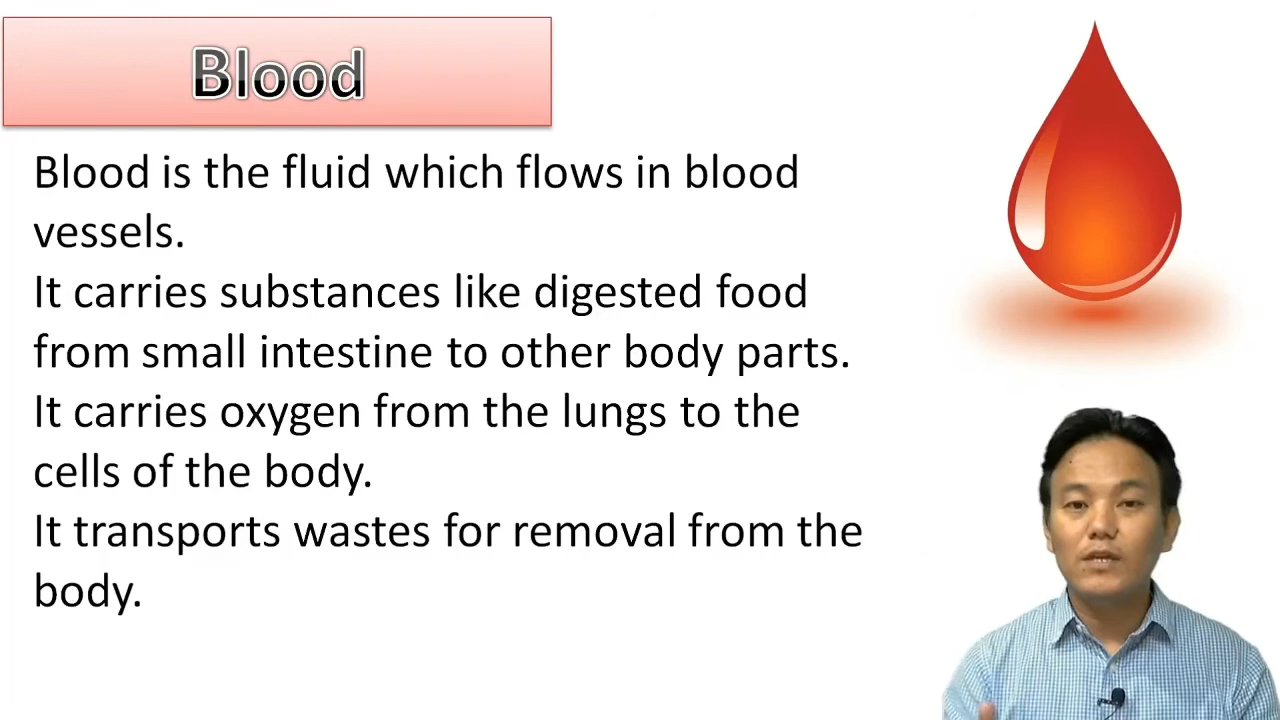 Blood
Blood is the fluid which flows in blood
vessels.
It carries substances like digested food
from small intestine to other body parts.
It carries oxygen from the lungs to the
cells of the body.
It transports wastes for removal from the
body.